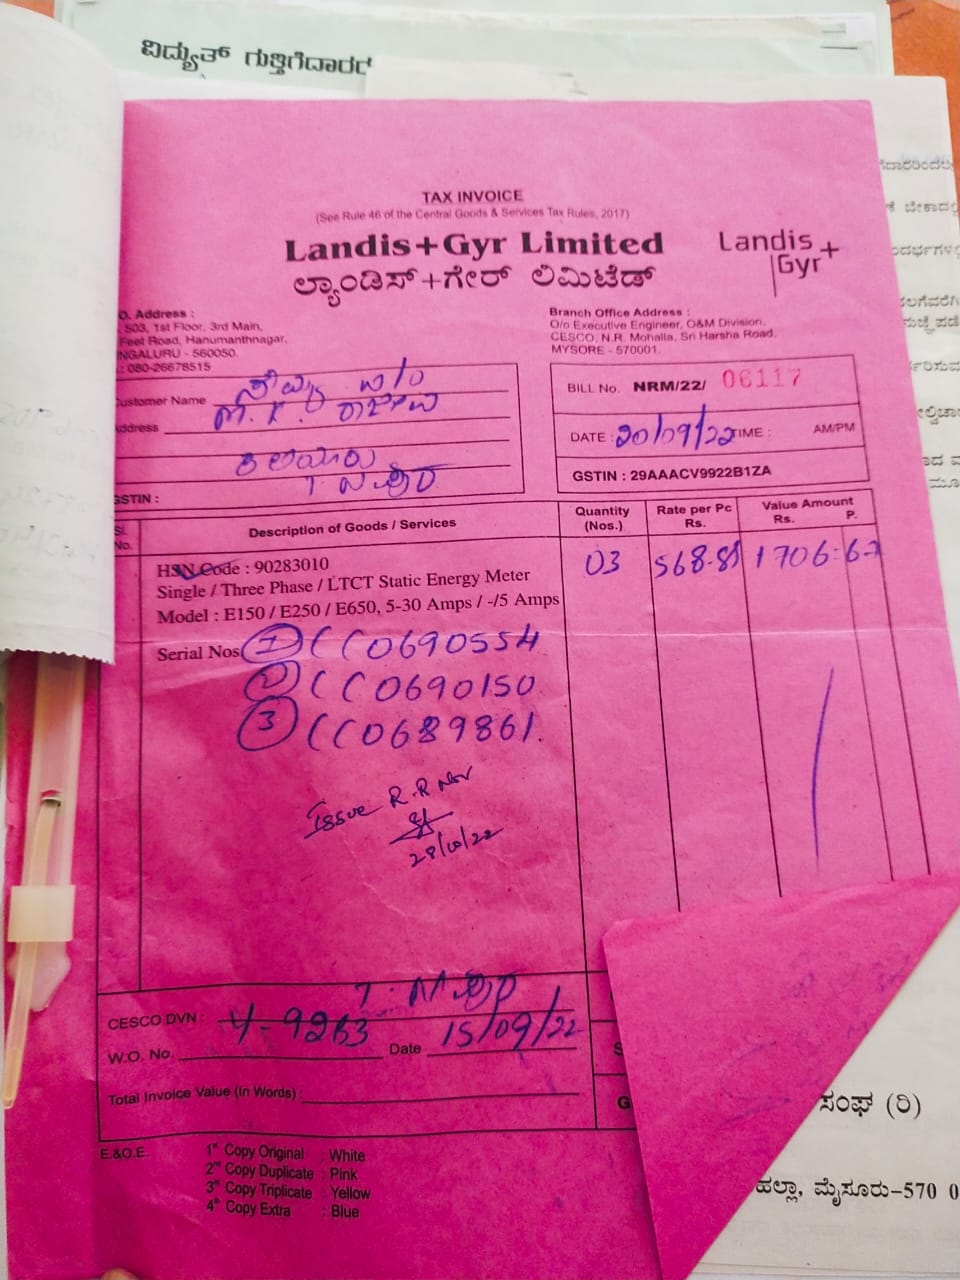 ವಿದ್ಯುತ್ ಗುತ್ತಿಗೆದಾರರ
TAX INVOICE
(See Rule 46 of the Central Goods & Services Tax Rules, 2017)
Landis+Gyr Limited
ಲ್ಯಾಂಡಿಸ್+ಗೇರ್ ಲಿಮಿಟೆಡ್
Landis+
Gyr+
O. Address :
503, 1st Floor, 3rd Main,
Feet Road, Hanumanthnagar,
NGALURU - 560050.
: 080-26678515
Branch Office Address :
O/o Executive Engineer, O&M Division,
CESCO, N.R. Mohalla, Sri Harsha Road,
MYSORE - 570001.
ustomer Name
ddress
GSTIN :
BILL No. NRM/22/ 06117
DATE : 20/09/22 TIME : AM/PM
GSTIN : 29AAACV9922B1ZA
Sl. No. Description of Goods / Services Quantity (Nos.) Rate per Pc Rs. Value Amount Rs. P.
HSN Code : 90283010 03 568.89 1706:67
Single / Three Phase / LTCT Static Energy Meter
Model : E150 / E250 / E650, 5-30 Amps / -/5 Amps
Serial Nos 1 CC0690554
2 CC0690150
3 CC0689861.
Issue R.R Nor
28/10/22
CESCO DVN :
4-9263 15/09/22
W.O. No. Date
Total Invoice Value (in Words) :
E.&O.E.
1st Copy Original : White
2nd Copy Duplicate : Pink
3rd Copy Triplicate : Yellow
4th Copy Extra : Blue
ಸಂಘ (ರಿ)
ಹಲ್ಲಾ, ಮೈಸೂರು-570 0